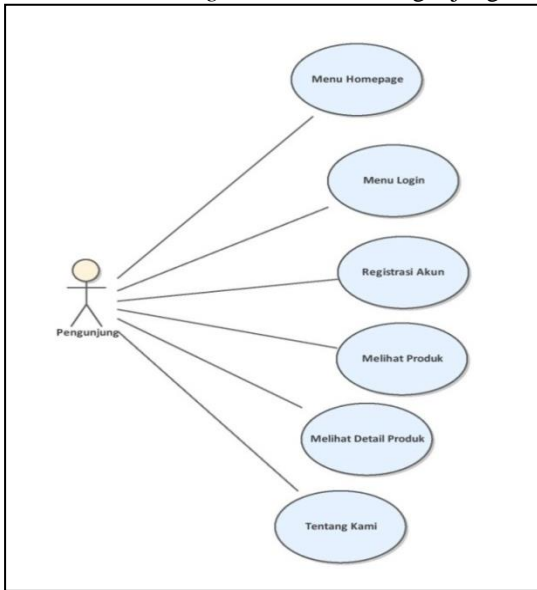 Menu Homepage
Menu Login
Registrasi Akun
Pengunjung
Melihat Produk
Melihat Detail Produk
Tentang Kami